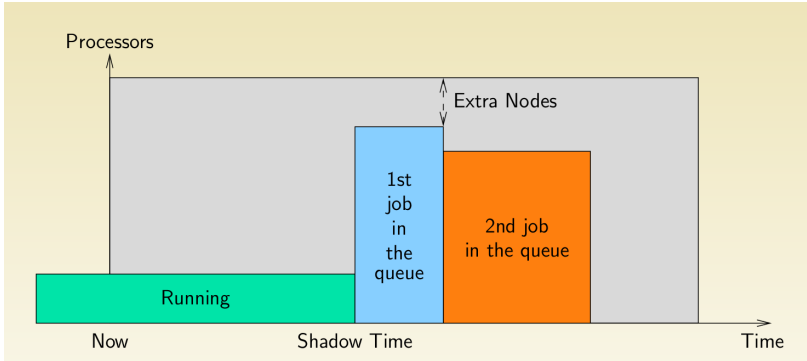 Processors
Extra Nodes
1st
job
in
the
queue
2nd job
in the queue
Running
Now
Shadow Time
Time